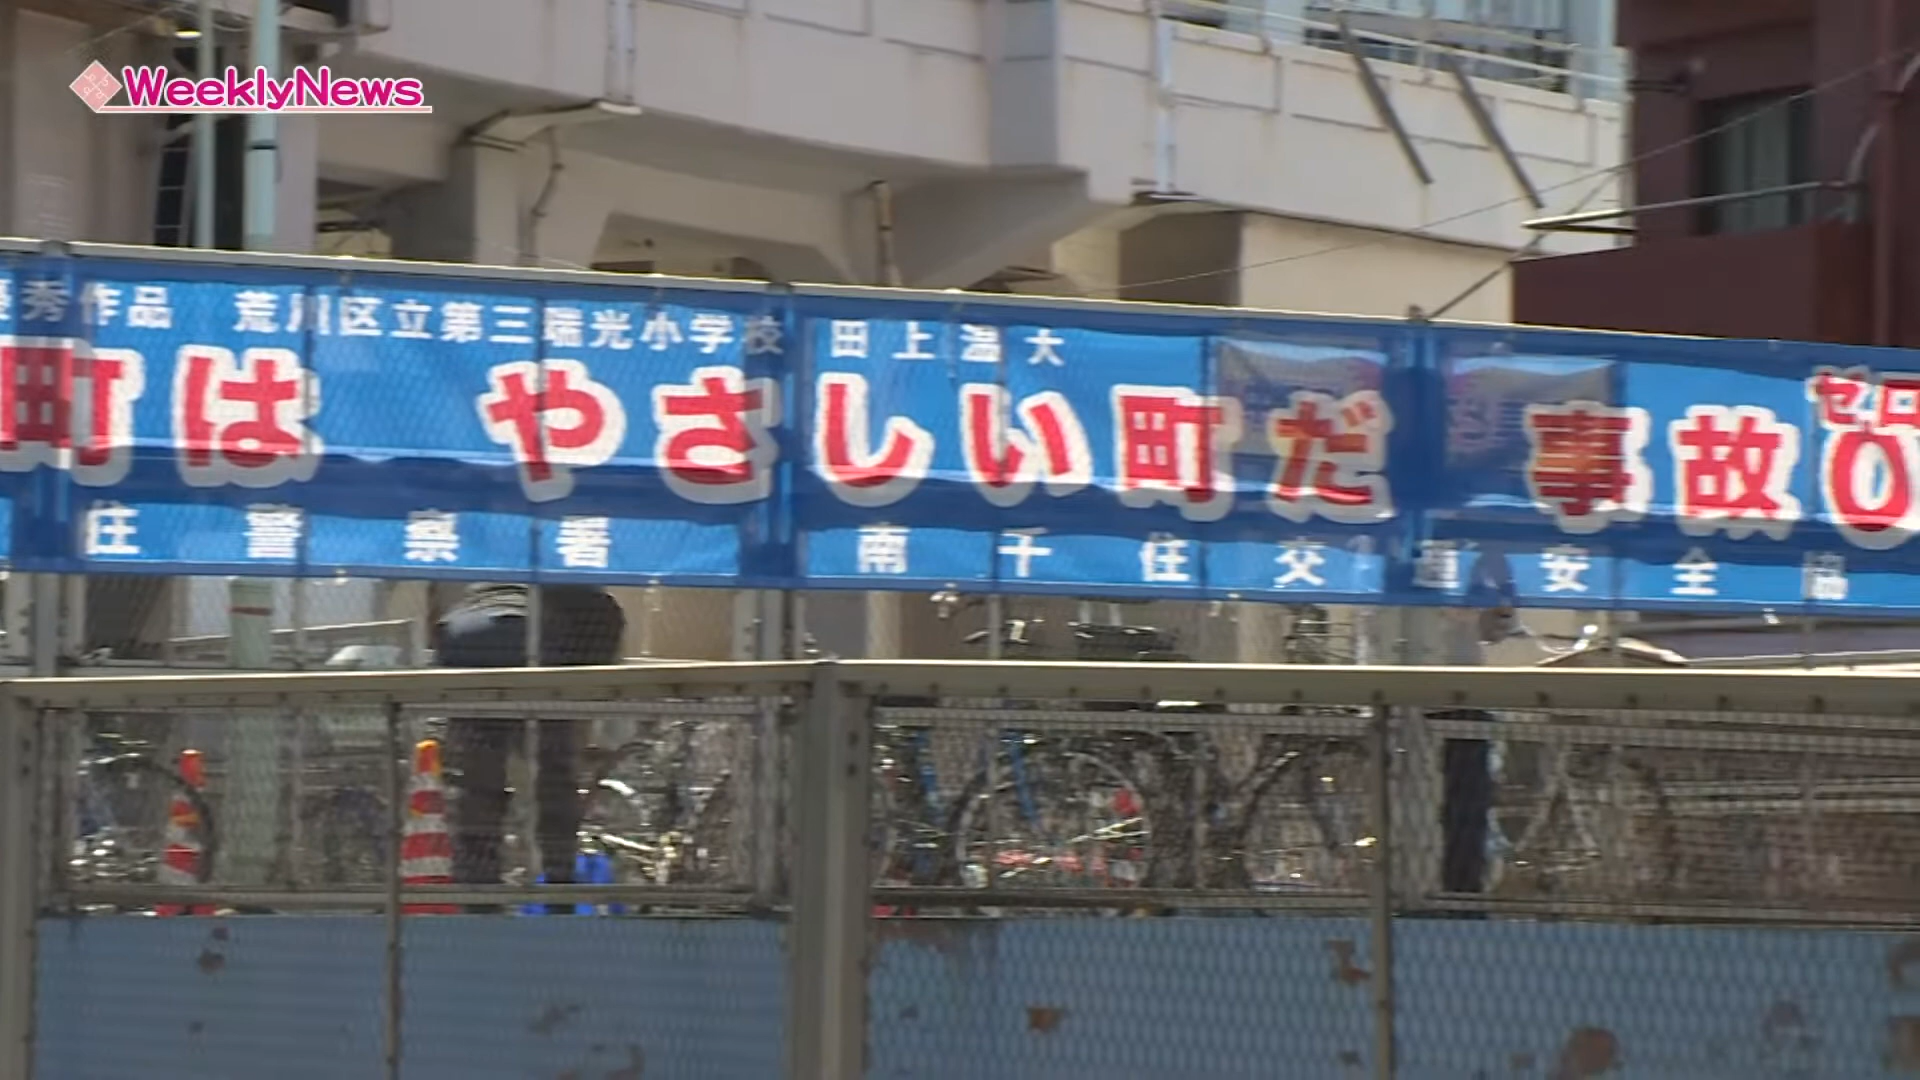 WeeklyNews
秀作品 荒川区立第三瑞光小学校 田上温大
町は やさしい町だ 事故0
ゼロ
住警察署 南千住交通安全協